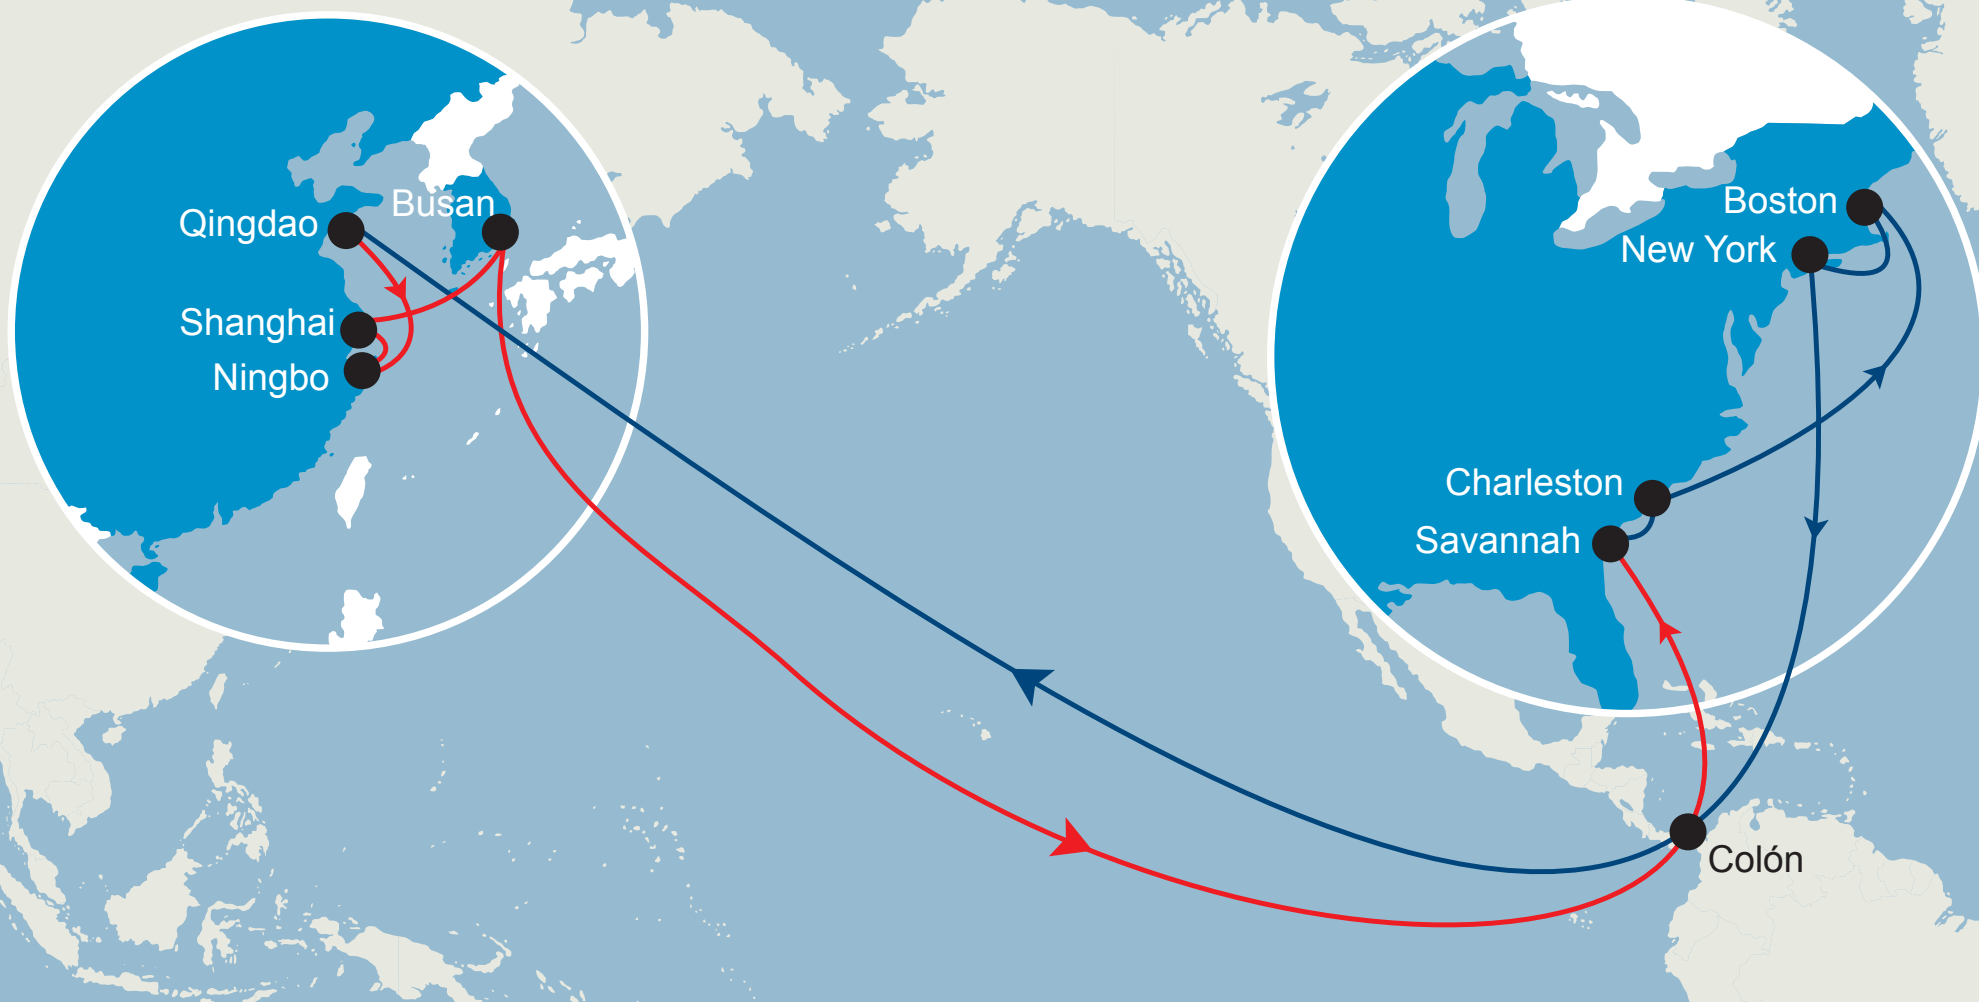 Qingdao
Busan
Shanghai
Ningbo
Boston
New York
Charleston
Savannah
Colón